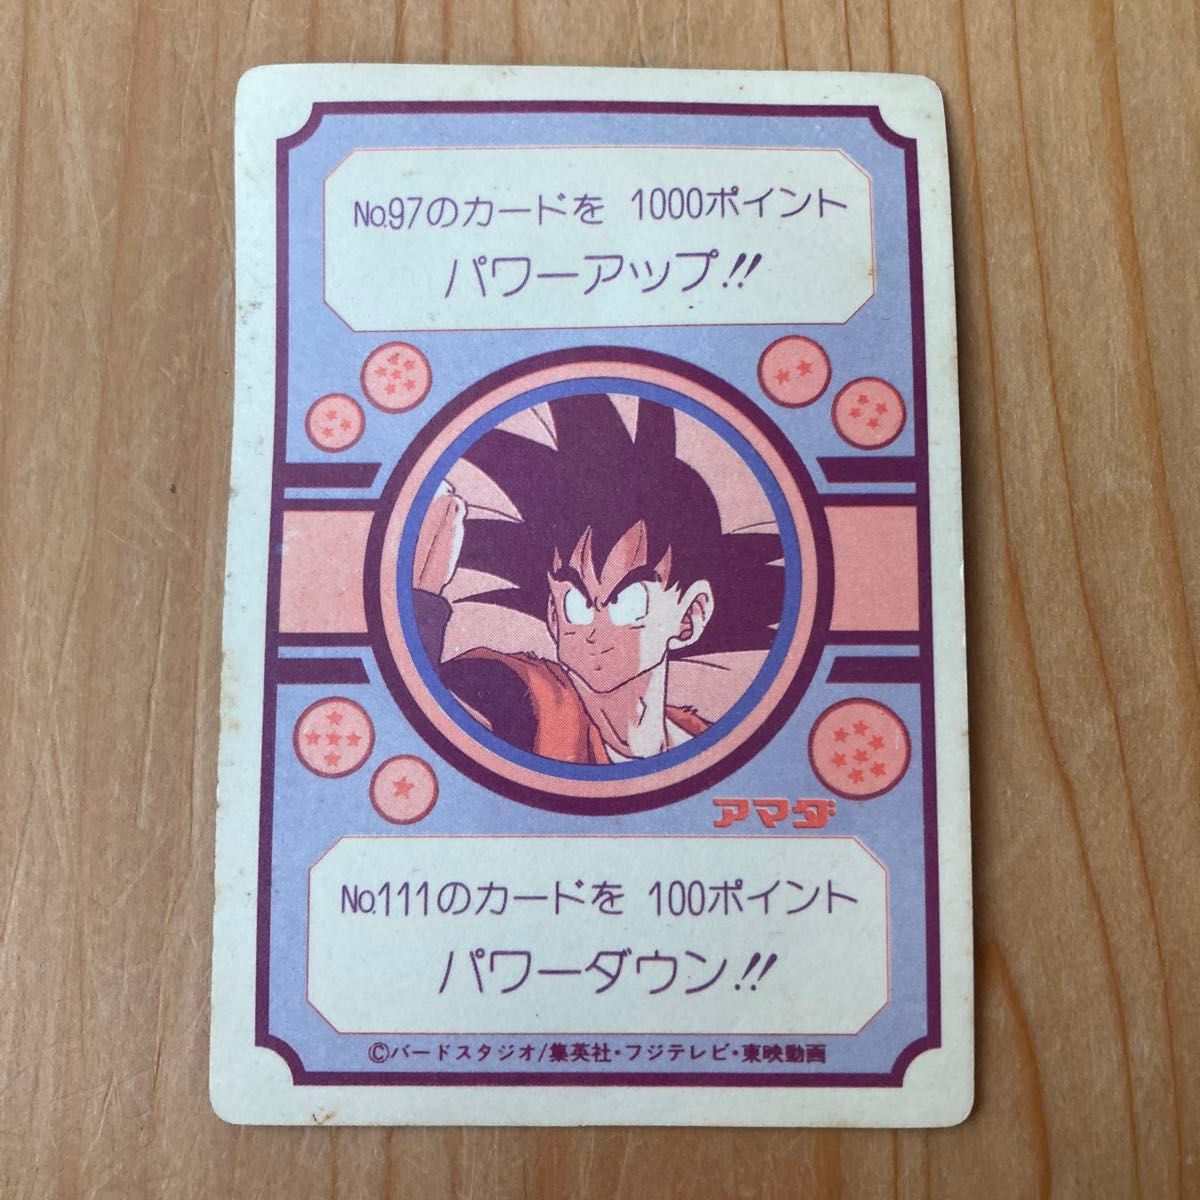 No.97のカードを 1000ポイント
パワーアップ!!
アマダ
No.111のカードを 100ポイント
パワーダウン!!
©バードスタジオ/集英社・フジテレビ・東映動画